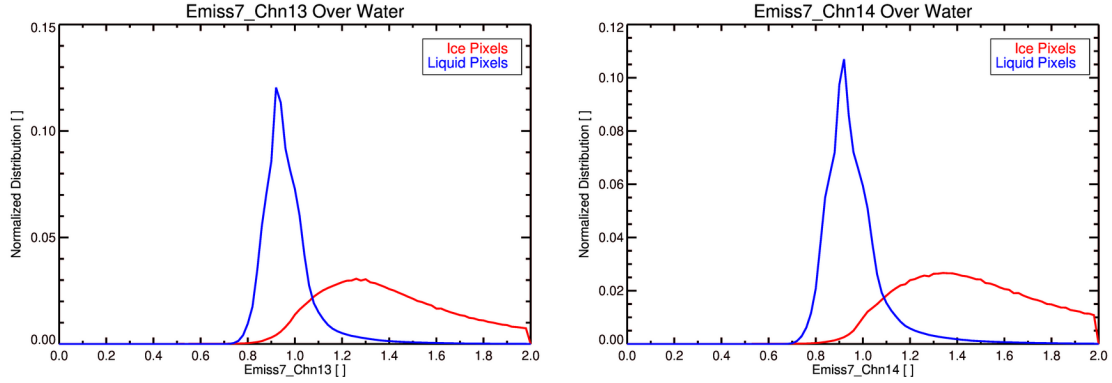 Emiss7_Chn13 Over Water
0.15
Ice Pixels
Liquid Pixels
0.10
Normalized Distribution [ ]
0.05
0.00
0.0 0.2 0.4 0.6 0.8 1.0 1.2 1.4 1.6 1.8 2.0
Emiss7_Chn13 [ ]
Emiss7_Chn14 Over Water
0.12
Ice Pixels
Liquid Pixels
0.10
0.08
Normalized Distribution [ ]
0.06
0.04
0.02
0.00
0.0 0.2 0.4 0.6 0.8 1.0 1.2 1.4 1.6 1.8 2.0
Emiss7_Chn14 [ ]